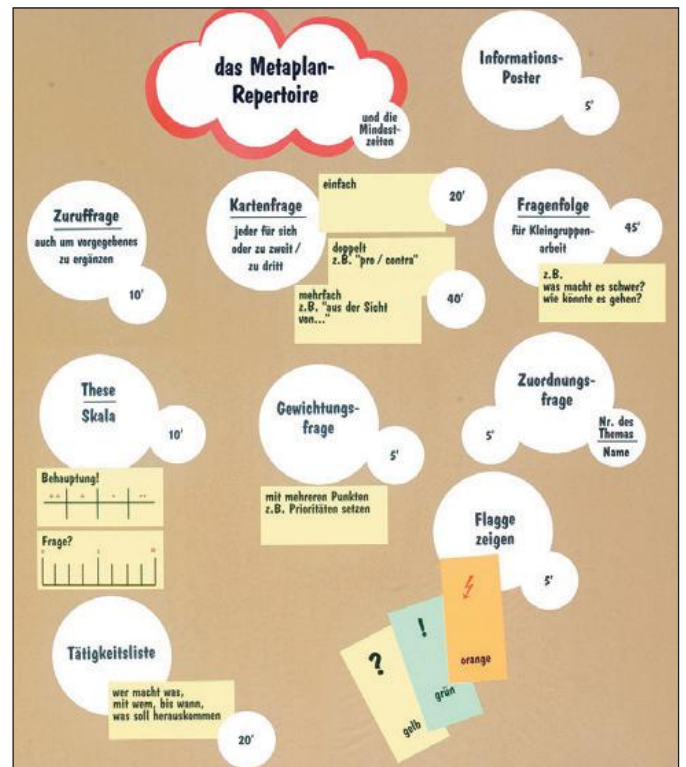 das Metaplan-
Repertoire
und die
Mindest-
zeiten
Informations-
Poster
5'
Zuruffrage
auch um vorgegebenes
zu ergänzen
10'
Kartenfrage
jeder für sich
oder zu zweit /
zu dritt
einfach
20'
doppelt
z.B. "pro / contra"
mehrfach
z.B. "aus der Sicht
von..."
40'
Fragenfolge
für Kleingruppen-
arbeit
45'
z.B.
was macht es schwer?
wie könnte es gehen?
These
Skala
10'
Behauptung!
Frage?
Gewichtungs-
frage
5'
mit mehreren Punkten
z.B. Prioritäten setzen
Zuordnungs-
frage
5'
Nr. des
Themas
Name
Flagge
zeigen
5'
?
gelb
!
grün
orange
Tätigkeitsliste
wer macht was,
mit wem, bis wann,
was soll herauskommen
20'